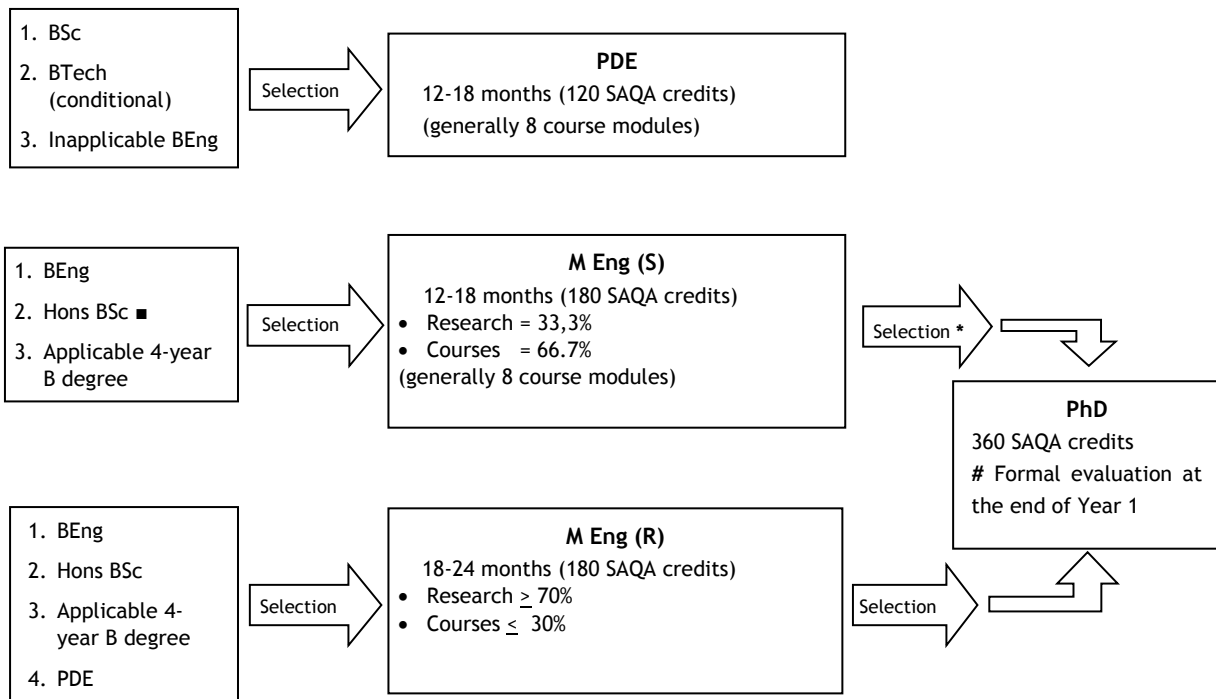 1. BSc
2. BTech
(conditional)
3. Inapplicable BEng
Selection
PDE
12-18 months (120 SAQA credits)
(generally 8 course modules)
1. BEng
2. Hons BSc ■
3. Applicable 4-year
B degree
Selection
M Eng (S)
12-18 months (180 SAQA credits)
• Research = 33,3%
• Courses = 66.7%
(generally 8 course modules)
Selection *
PhD
360 SAQA credits
# Formal evaluation at
the end of Year 1
1. BEng
2. Hons BSc
3. Applicable 4-
year B degree
4. PDE
Selection
M Eng (R)
18-24 months (180 SAQA credits)
• Research ≥ 70%
• Courses ≤ 30%
Selection